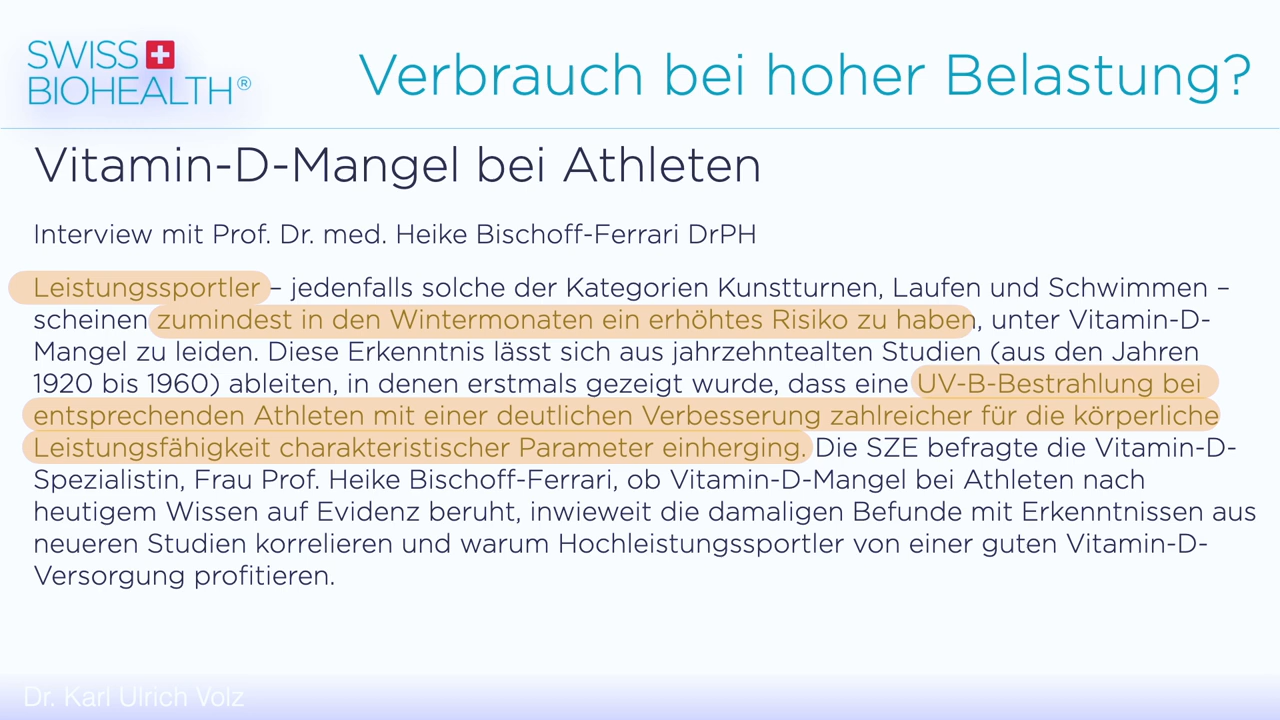 SWISS
BIOHEALTH®
Verbrauch bei hoher Belastung?
Vitamin-D-Mangel bei Athleten
Interview mit Prof. Dr. med. Heike Bischoff-Ferrari DrPH
Leistungssportler – jedenfalls solche der Kategorien Kunstturnen, Laufen und Schwimmen –
scheinen zumindest in den Wintermonaten ein erhöhtes Risiko zu haben, unter Vitamin-D-
Mangel zu leiden. Diese Erkenntnis lässt sich aus jahrzehntealten Studien (aus den Jahren
1920 bis 1960) ableiten, in denen erstmals gezeigt wurde, dass eine UV-B-Bestrahlung bei
entsprechenden Athleten mit einer deutlichen Verbesserung zahlreicher für die körperliche
Leistungsfähigkeit charakteristischer Parameter einherging. Die SZE befragte die Vitamin-D-
Spezialistin, Frau Prof. Heike Bischoff-Ferrari, ob Vitamin-D-Mangel bei Athleten nach
heutigem Wissen auf Evidenz beruht, inwieweit die damaligen Befunde mit Erkenntnissen aus
neueren Studien korrelieren und warum Hochleistungssportler von einer guten Vitamin-D-
Versorgung profitieren.
Dr. Karl Ulrich Volz